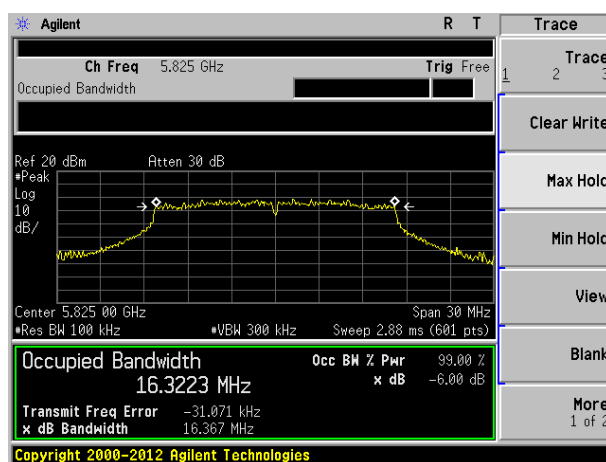 Agilent R T Trace
Ch Freq 5.825 GHz Trig Free
Occupied Bandwidth
Trace
1 2 3
Clear Write
Max Hold
Min Hold
View
Blank
More
1 of 2
Ref 20 dBm Atten 30 dB
#Peak
Log
10
dB/
Center 5.825 00 GHz Span 30 MHz
#Res BW 100 kHz #VBW 300 kHz Sweep 2.88 ms (601 pts)
Occupied Bandwidth Occ BW % Pwr 99.00 %
16.3223 MHz x dB -6.00 dB
Transmit Freq Error -31.071 kHz
x dB Bandwidth 16.367 MHz
Copyright 2000-2012 Agilent Technologies